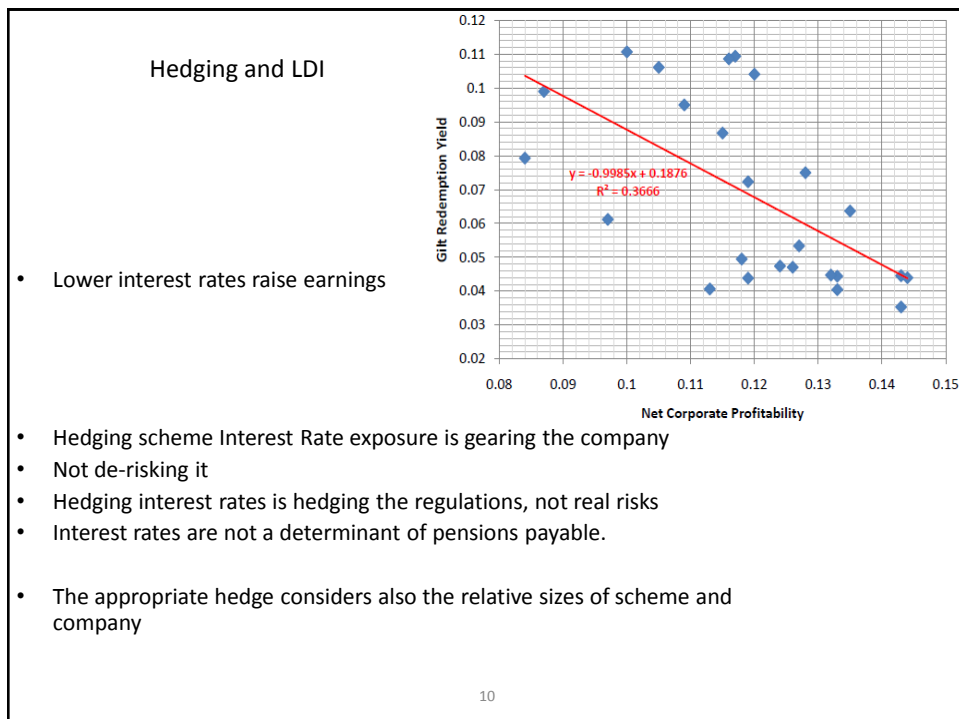 Hedging and LDI
0.12
0.11
0.1
0.09
0.08
0.07
0.06
0.05
0.04
0.03
0.02
Gilt Redemption Yield
y = -0.9985x + 0.1876
R² = 0.3666
0.08 0.09 0.1 0.11 0.12 0.13 0.14 0.15
Net Corporate Profitability
• Lower interest rates raise earnings
• Hedging scheme Interest Rate exposure is gearing the company
• Not de-risking it
• Hedging interest rates is hedging the regulations, not real risks
• Interest rates are not a determinant of pensions payable.
• The appropriate hedge considers also the relative sizes of scheme and
company
10